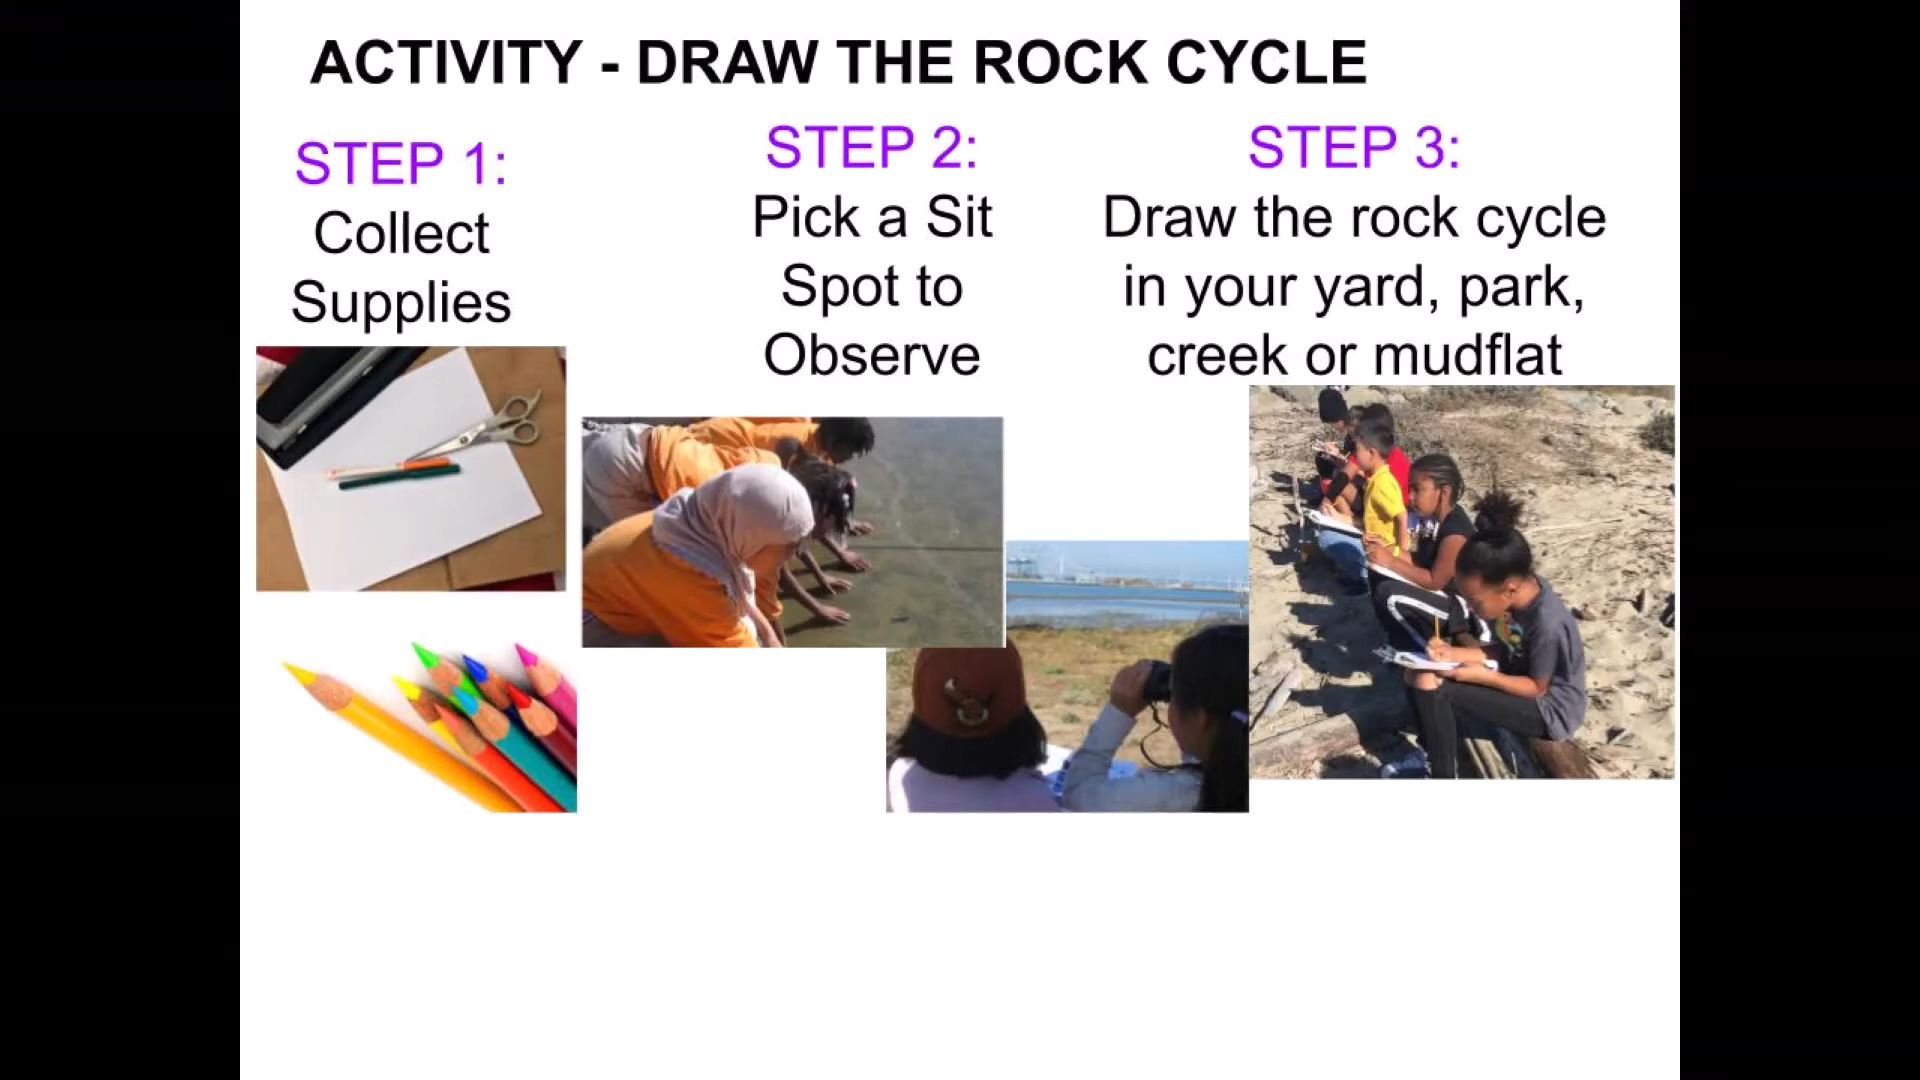 ACTIVITY - DRAW THE ROCK CYCLE
STEP 1:
Collect
Supplies
STEP 2:
Pick a Sit
Spot to
Observe
STEP 3:
Draw the rock cycle
in your yard, park,
creek or mudflat